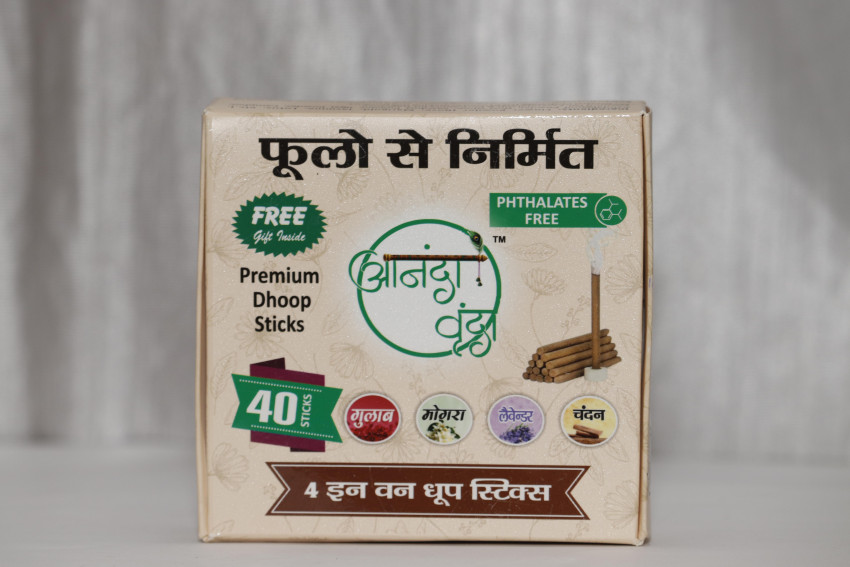 फूलो से निर्मित
FREE
Gift Inside
PHTHALATES
FREE
Premium
Dhoop
Sticks
आनंदा
वृंदा
TM
40
STICKS
गुलाब
मोगरा
लैवेन्डर
चंदन
4 इन वन धूप स्टिक्स